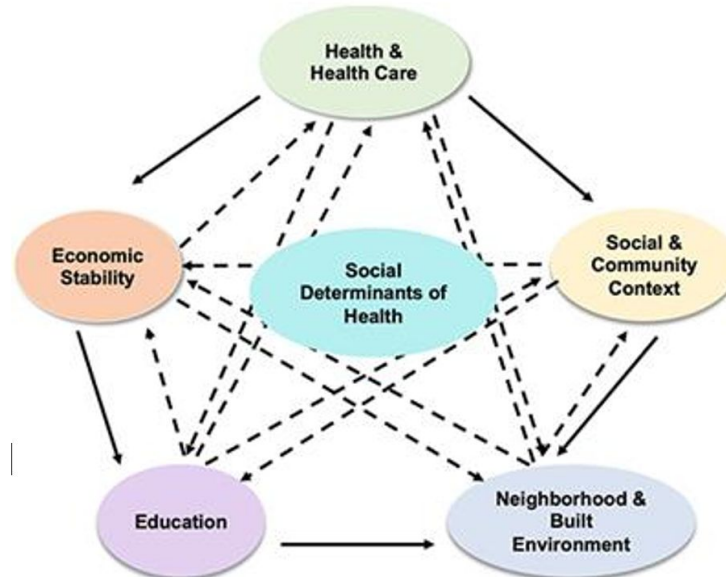 Health &
Health Care
Economic
Stability
Social
Determinants of
Health
Social &
Community
Context
Education
Neighborhood &
Built
Environment